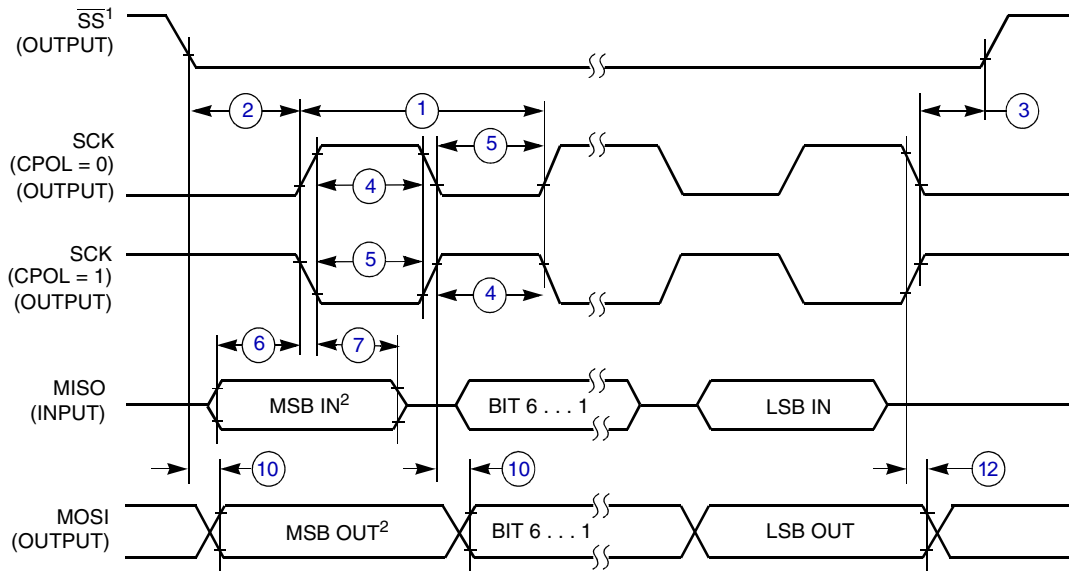 SS¹
(OUTPUT)
2
1
3
SCK
(CPOL = 0)
(OUTPUT)
5
4
SCK
(CPOL = 1)
(OUTPUT)
5
4
6
7
MISO
(INPUT)
MSB IN²
BIT 6 . . . 1
LSB IN
10
10
12
MOSI
(OUTPUT)
MSB OUT²
BIT 6 . . . 1
LSB OUT